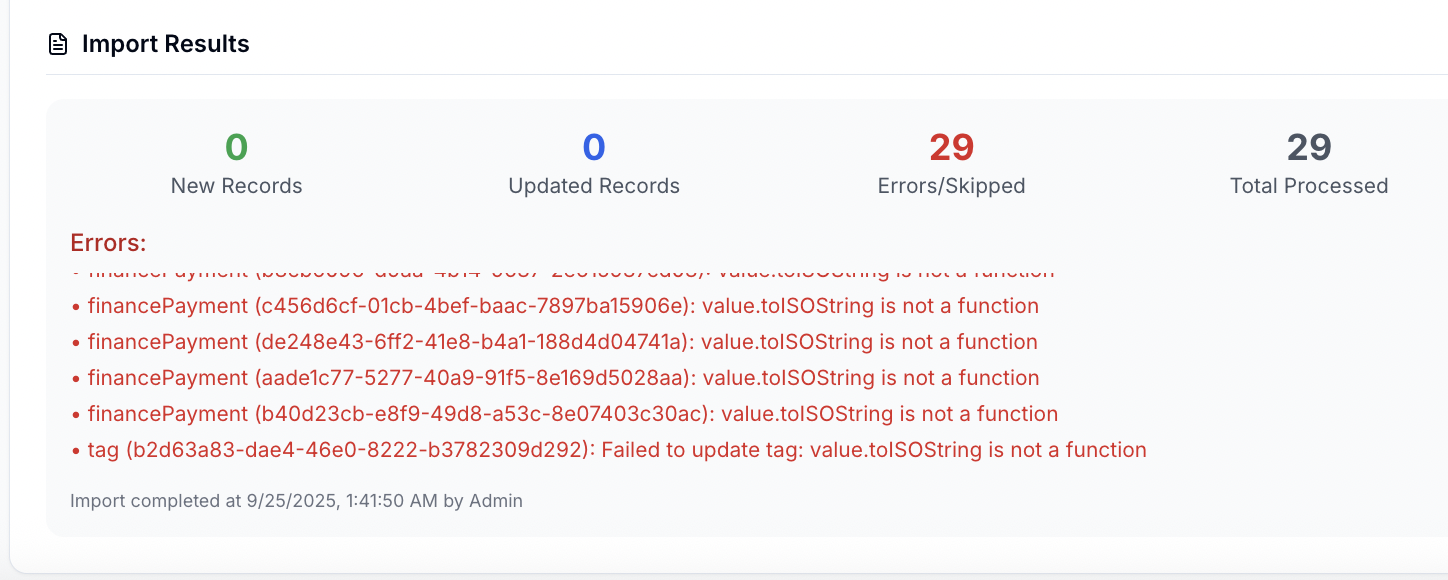 Import Results
0
New Records
0
Updated Records
29
Errors/Skipped
29
Total Processed
Errors:
value.toISOString is not a function
• financePayment (c456d6cf-01cb-4bef-baac-7897ba15906e): value.toISOString is not a function
• financePayment (de248e43-6ff2-41e8-b4a1-188d4d04741a): value.toISOString is not a function
• financePayment (aade1c77-5277-40a9-91f5-8e169d5028aa): value.toISOString is not a function
• financePayment (b40d23cb-e8f9-49d8-a53c-8e07403c30ac): value.toISOString is not a function
• tag (b2d63a83-dae4-46e0-8222-b3782309d292): Failed to update tag: value.toISOString is not a function
Import completed at 9/25/2025, 1:41:50 AM by Admin